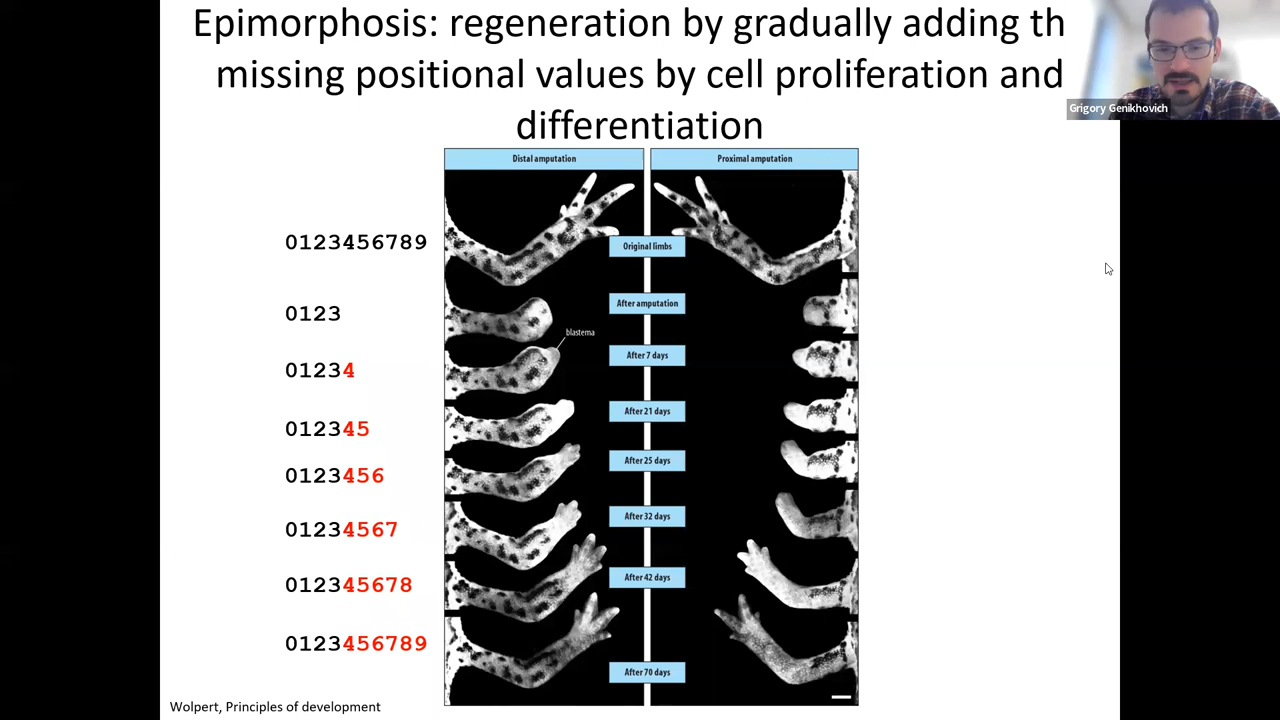 Epimorphosis: regeneration by gradually adding th
missing positional values by cell proliferation and
differentiation
Grigory Genikhovich
Distal amputation
Proximal amputation
0123456789
Original limbs
0123
After amputation
blastema
01234
After 7 days
012345
After 21 days
0123456
After 25 days
01234567
After 32 days
012345678
After 42 days
0123456789
After 70 days
Wolpert, Principles of development